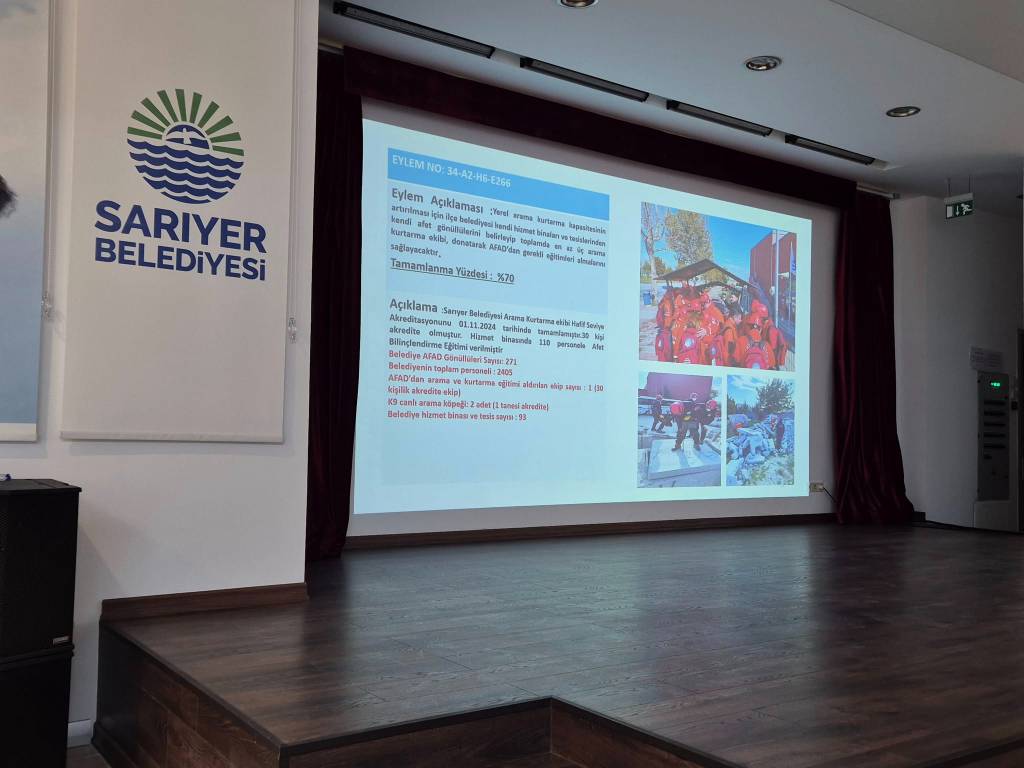 SARIYER
BELEDİYESİ
EYLEM NO: 34-A2-H6-E266
Eylem Açıklaması :Yerel arama kurtarma kapasitesinin
artırılması için ilçe belediyesi kendi hizmet binaları ve tesislerinden
kendi afet gönüllülerini belirleyip toplamda en az üç arama
kurtarma ekibi, donatarak AFAD'dan gerekli eğitimleri almalarını
sağlayacaktır.
Tamamlanma Yüzdesi : %70
Açıklama :Sarıyer Belediyesi Arama Kurtarma ekibi Hafif Seviye
Akreditasyonunu 01.11.2024 tarihinde tamamlamıştır.30 kişi
akredite olmuştur. Hizmet binasında 110 personele Afet
Bilinçlendirme Eğitimi verilmiştir
Belediye AFAD Gönüllüleri Sayısı: 271
Belediyenin toplam personeli : 2405
AFAD'dan arama ve kurtarma eğitimi aldırılan ekip sayısı : 1 (30
kişilik akredite ekip)
K9 canlı arama köpeği: 2 adet (1 tanesi akredite)
Belediye hizmet binası ve tesis sayısı : 93